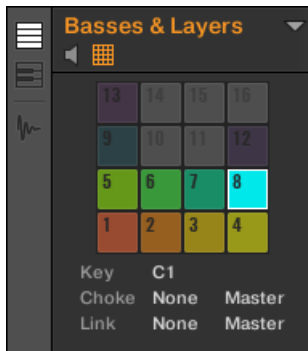 Basses & Layers
13 14 15 16
9 10 11 12
5 6 7 8
1 2 3 4
Key C1
Choke None Master
Link None Master